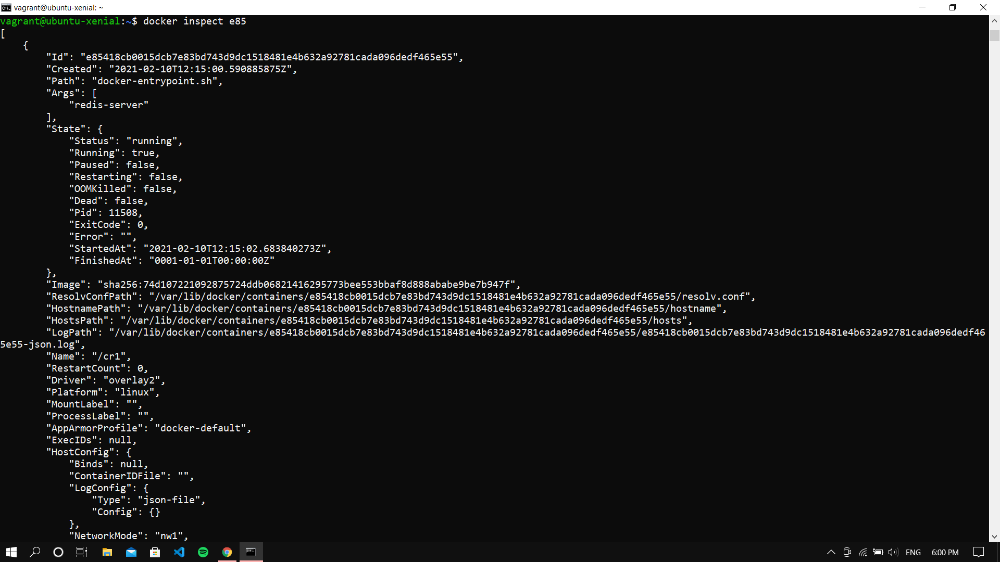 vagrant@ubuntu-xenial: ~
vagrant@ubuntu-xenial:~$ docker inspect e85
[
    {
        "Id": "e85418cb0015dcb7e83bd743d9dc1518481e4b632a92781cada096dedf465e55",
        "Created": "2021-02-10T12:15:00.590885875Z",
        "Path": "docker-entrypoint.sh",
        "Args": [
            "redis-server"
        ],
        "State": {
            "Status": "running",
            "Running": true,
            "Paused": false,
            "Restarting": false,
            "OOMKilled": false,
            "Dead": false,
            "Pid": 11508,
            "ExitCode": 0,
            "Error": "",
            "StartedAt": "2021-02-10T12:15:02.683840273Z",
            "FinishedAt": "0001-01-01T00:00:00Z"
        },
        "Image": "sha256:74d107221092875724ddb06821416295773bee553bbaf8d888ababe9be7b947f",
        "ResolvConfPath": "/var/lib/docker/containers/e85418cb0015dcb7e83bd743d9dc1518481e4b632a92781cada096dedf465e55/resolv.conf",
        "HostnamePath": "/var/lib/docker/containers/e85418cb0015dcb7e83bd743d9dc1518481e4b632a92781cada096dedf465e55/hostname",
        "HostsPath": "/var/lib/docker/containers/e85418cb0015dcb7e83bd743d9dc1518481e4b632a92781cada096dedf465e55/hosts",
        "LogPath": "/var/lib/docker/containers/e85418cb0015dcb7e83bd743d9dc1518481e4b632a92781cada096dedf465e55/e85418cb0015dcb7e83bd743d9dc1518481e4b632a92781cada096dedf46
5e55-json.log",
        "Name": "/cr1",
        "RestartCount": 0,
        "Driver": "overlay2",
        "Platform": "linux",
        "MountLabel": "",
        "ProcessLabel": "",
        "AppArmorProfile": "docker-default",
        "ExecIDs": null,
        "HostConfig": {
            "Binds": null,
            "ContainerIDFile": "",
            "LogConfig": {
                "Type": "json-file",
                "Config": {}
            },
            "NetworkMode": "nw1",
ENG
6:00 PM